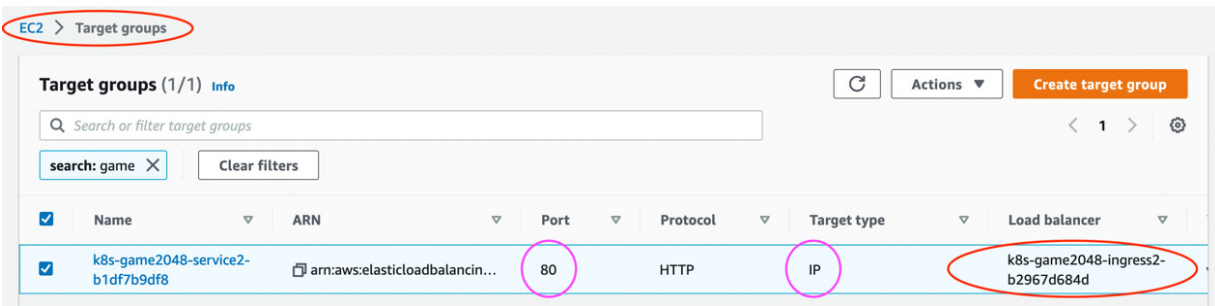 EC2 > Target groups
Target groups (1/1) Info
Actions
Create target group
Search or filter target groups
1
search: game
Clear filters
Name ARN Port Protocol Target type Load balancer
k8s-game2048-service2-
b1df7b9df8
arn:aws:elasticloadbalancin...
80
HTTP
IP
k8s-game2048-ingress2-
b2967d684d